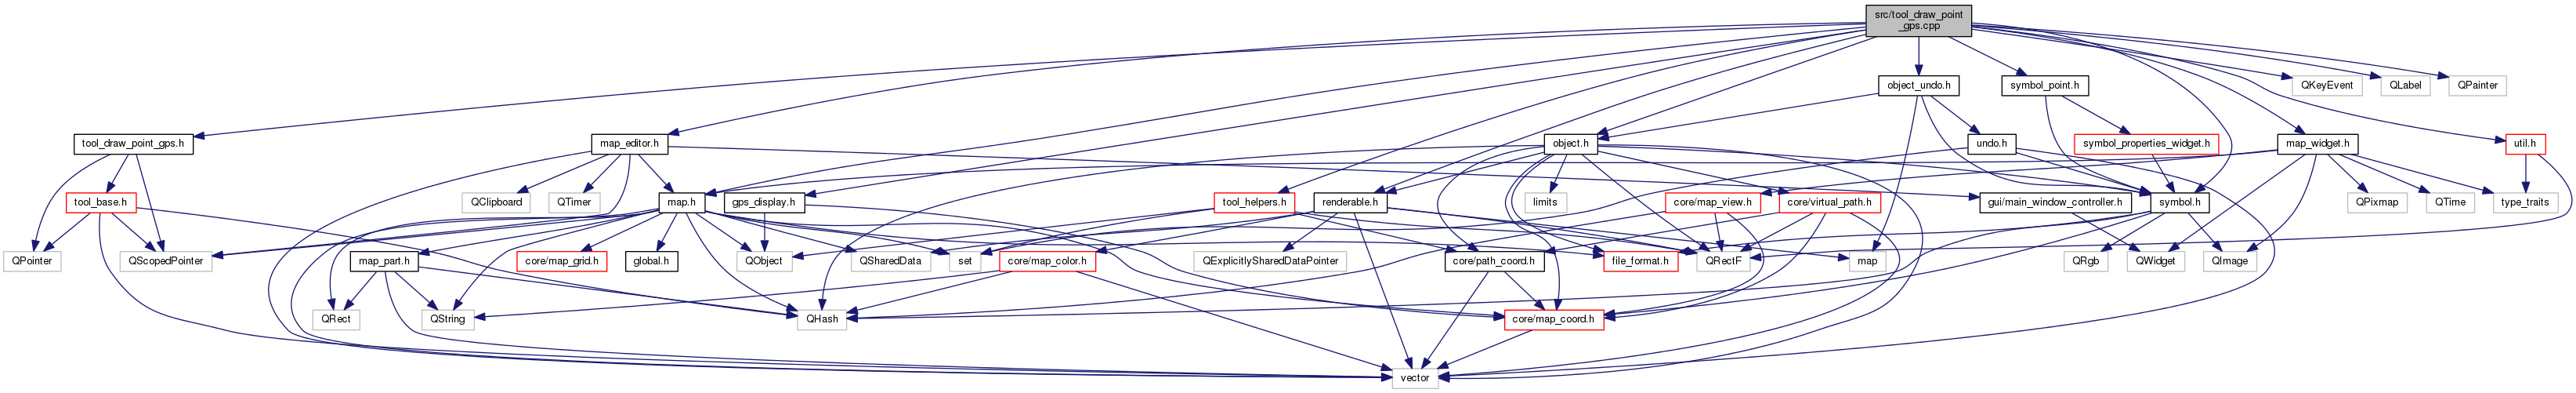 src/tool_draw_point
_gps.cpp
object_undo.h
symbol_point.h
QKeyEvent
QLabel
QPainter
tool_draw_point_gps.h
map_editor.h
object.h
undo.h
symbol_properties_widget.h
map_widget.h
util.h
tool_base.h
QClipboard
QTimer
map.h
gps_display.h
tool_helpers.h
renderable.h
limits
core/map_view.h
core/virtual_path.h
gui/main_window_controller.h
symbol.h
QPixmap
QTime
type_traits
QPointer
QScopedPointer
map_part.h
core/map_grid.h
global.h
QObject
QSharedData
set
core/map_color.h
QExplicitlySharedDataPointer
core/path_coord.h
file_format.h
QRectF
map
QRgb
QWidget
QImage
QRect
QString
QHash
core/map_coord.h
vector